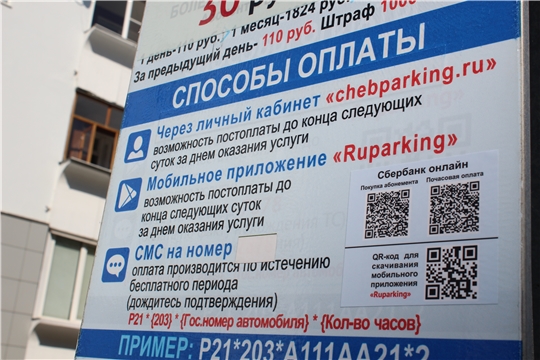 30
1 день-110 руб. 1 месяц-1824 руб.
За предыдущий день- 110 руб. Штраф 1000
СПОСОБЫ ОПЛАТЫ
Через личный кабинет «chebparking.ru»
возможность постоплаты до конца следующих
суток за днем оказания услуги
Мобильное приложение «Ruparking»
возможность постоплаты до
конца следующих суток
за днем оказания услуги
Сбербанк онлайн
Покупка абонемента Почасовая оплата
QR-код для
скачивания
мобильного
приложения
«Ruparking»
СМС на номер
оплата производится по истечению
бесплатного периода
(дождитесь подтверждения)
P21 * {203} * {Гос.номер автомобиля} * {Кол-во часов}
ПРИМЕР: P21*203*A111AA21*2